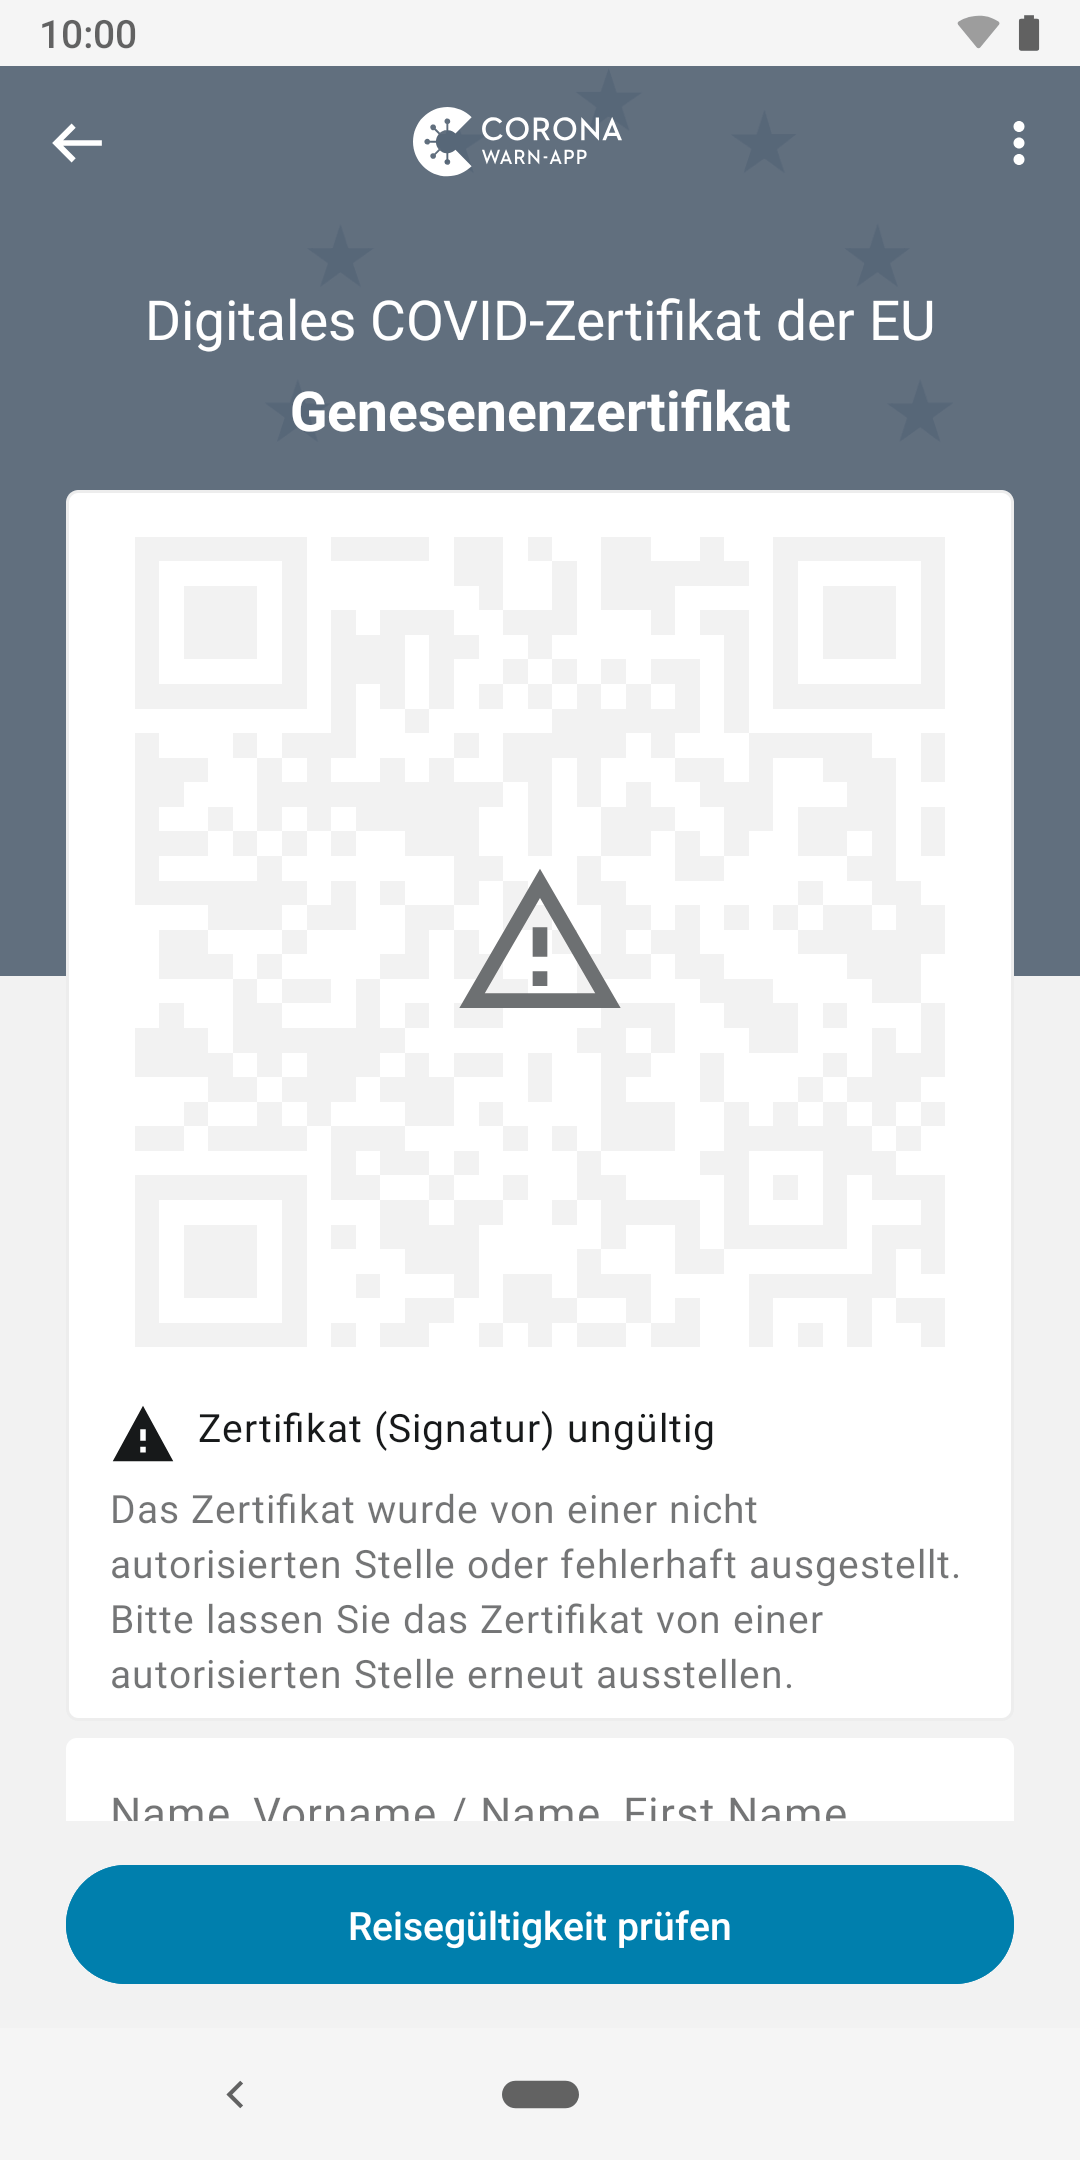 10:00
CORONA
WARN-APP
Digitales COVID-Zertifikat der EU
Genesenenzertifikat
Zertifikat (Signatur) ungültig
Das Zertifikat wurde von einer nicht
autorisierten Stelle oder fehlerhaft ausgestellt.
Bitte lassen Sie das Zertifikat von einer
autorisierten Stelle erneut ausstellen.
Name, Vorname / Name, First Name
Reisegültigkeit prüfen